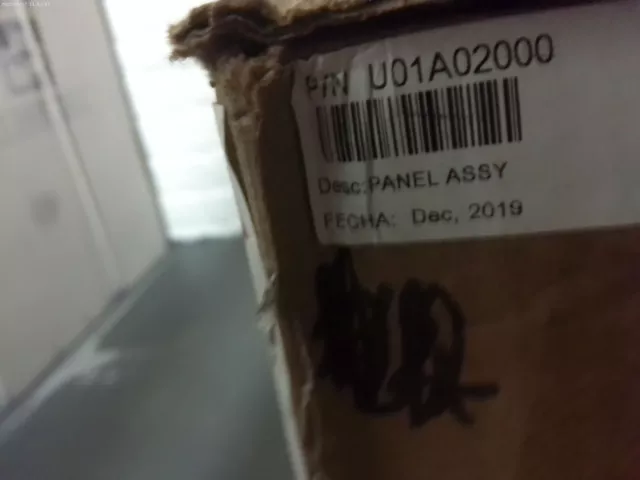 P/N U01A02000
Desc:PANEL ASSY
FECHA: Dec, 2019